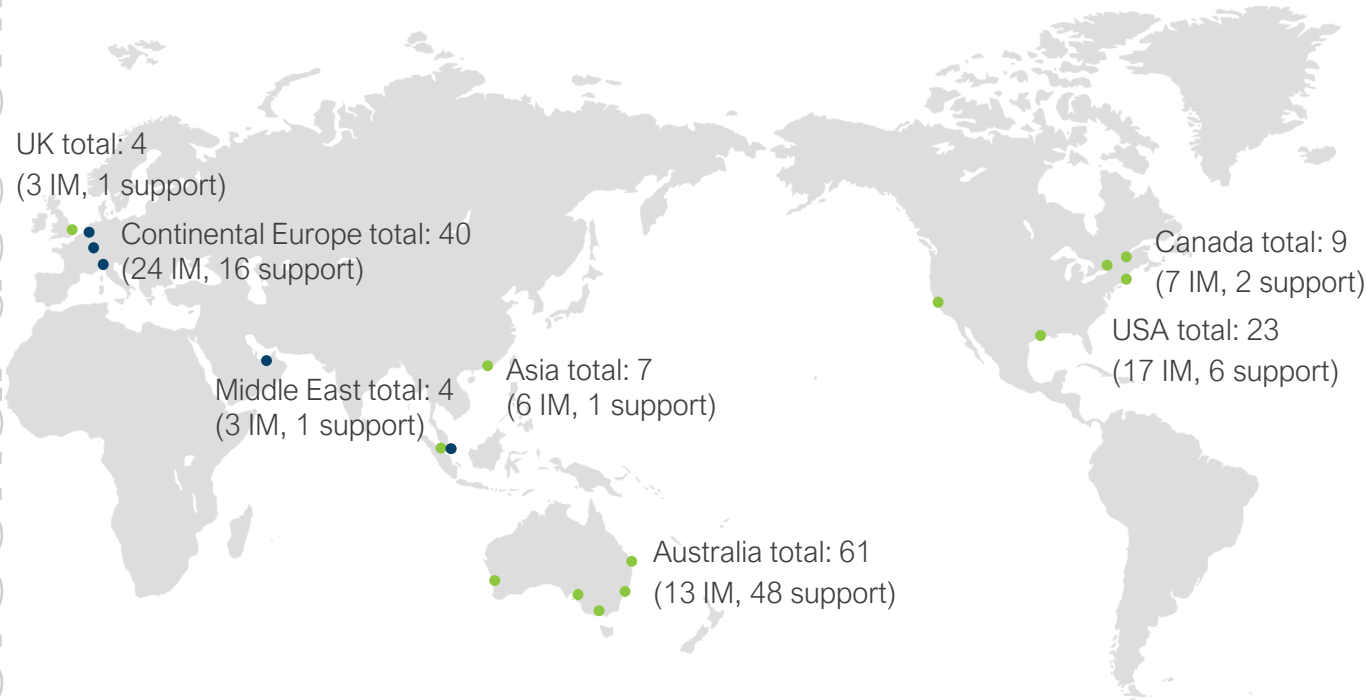 UK total: 4
(3 IM, 1 support)
Continental Europe total: 40
(24 IM, 16 support)
Middle East total: 4
(3 IM, 1 support)
Asia total: 7
(6 IM, 1 support)
Australia total: 61
(13 IM, 48 support)
Canada total: 9
(7 IM, 2 support)
USA total: 23
(17 IM, 6 support)